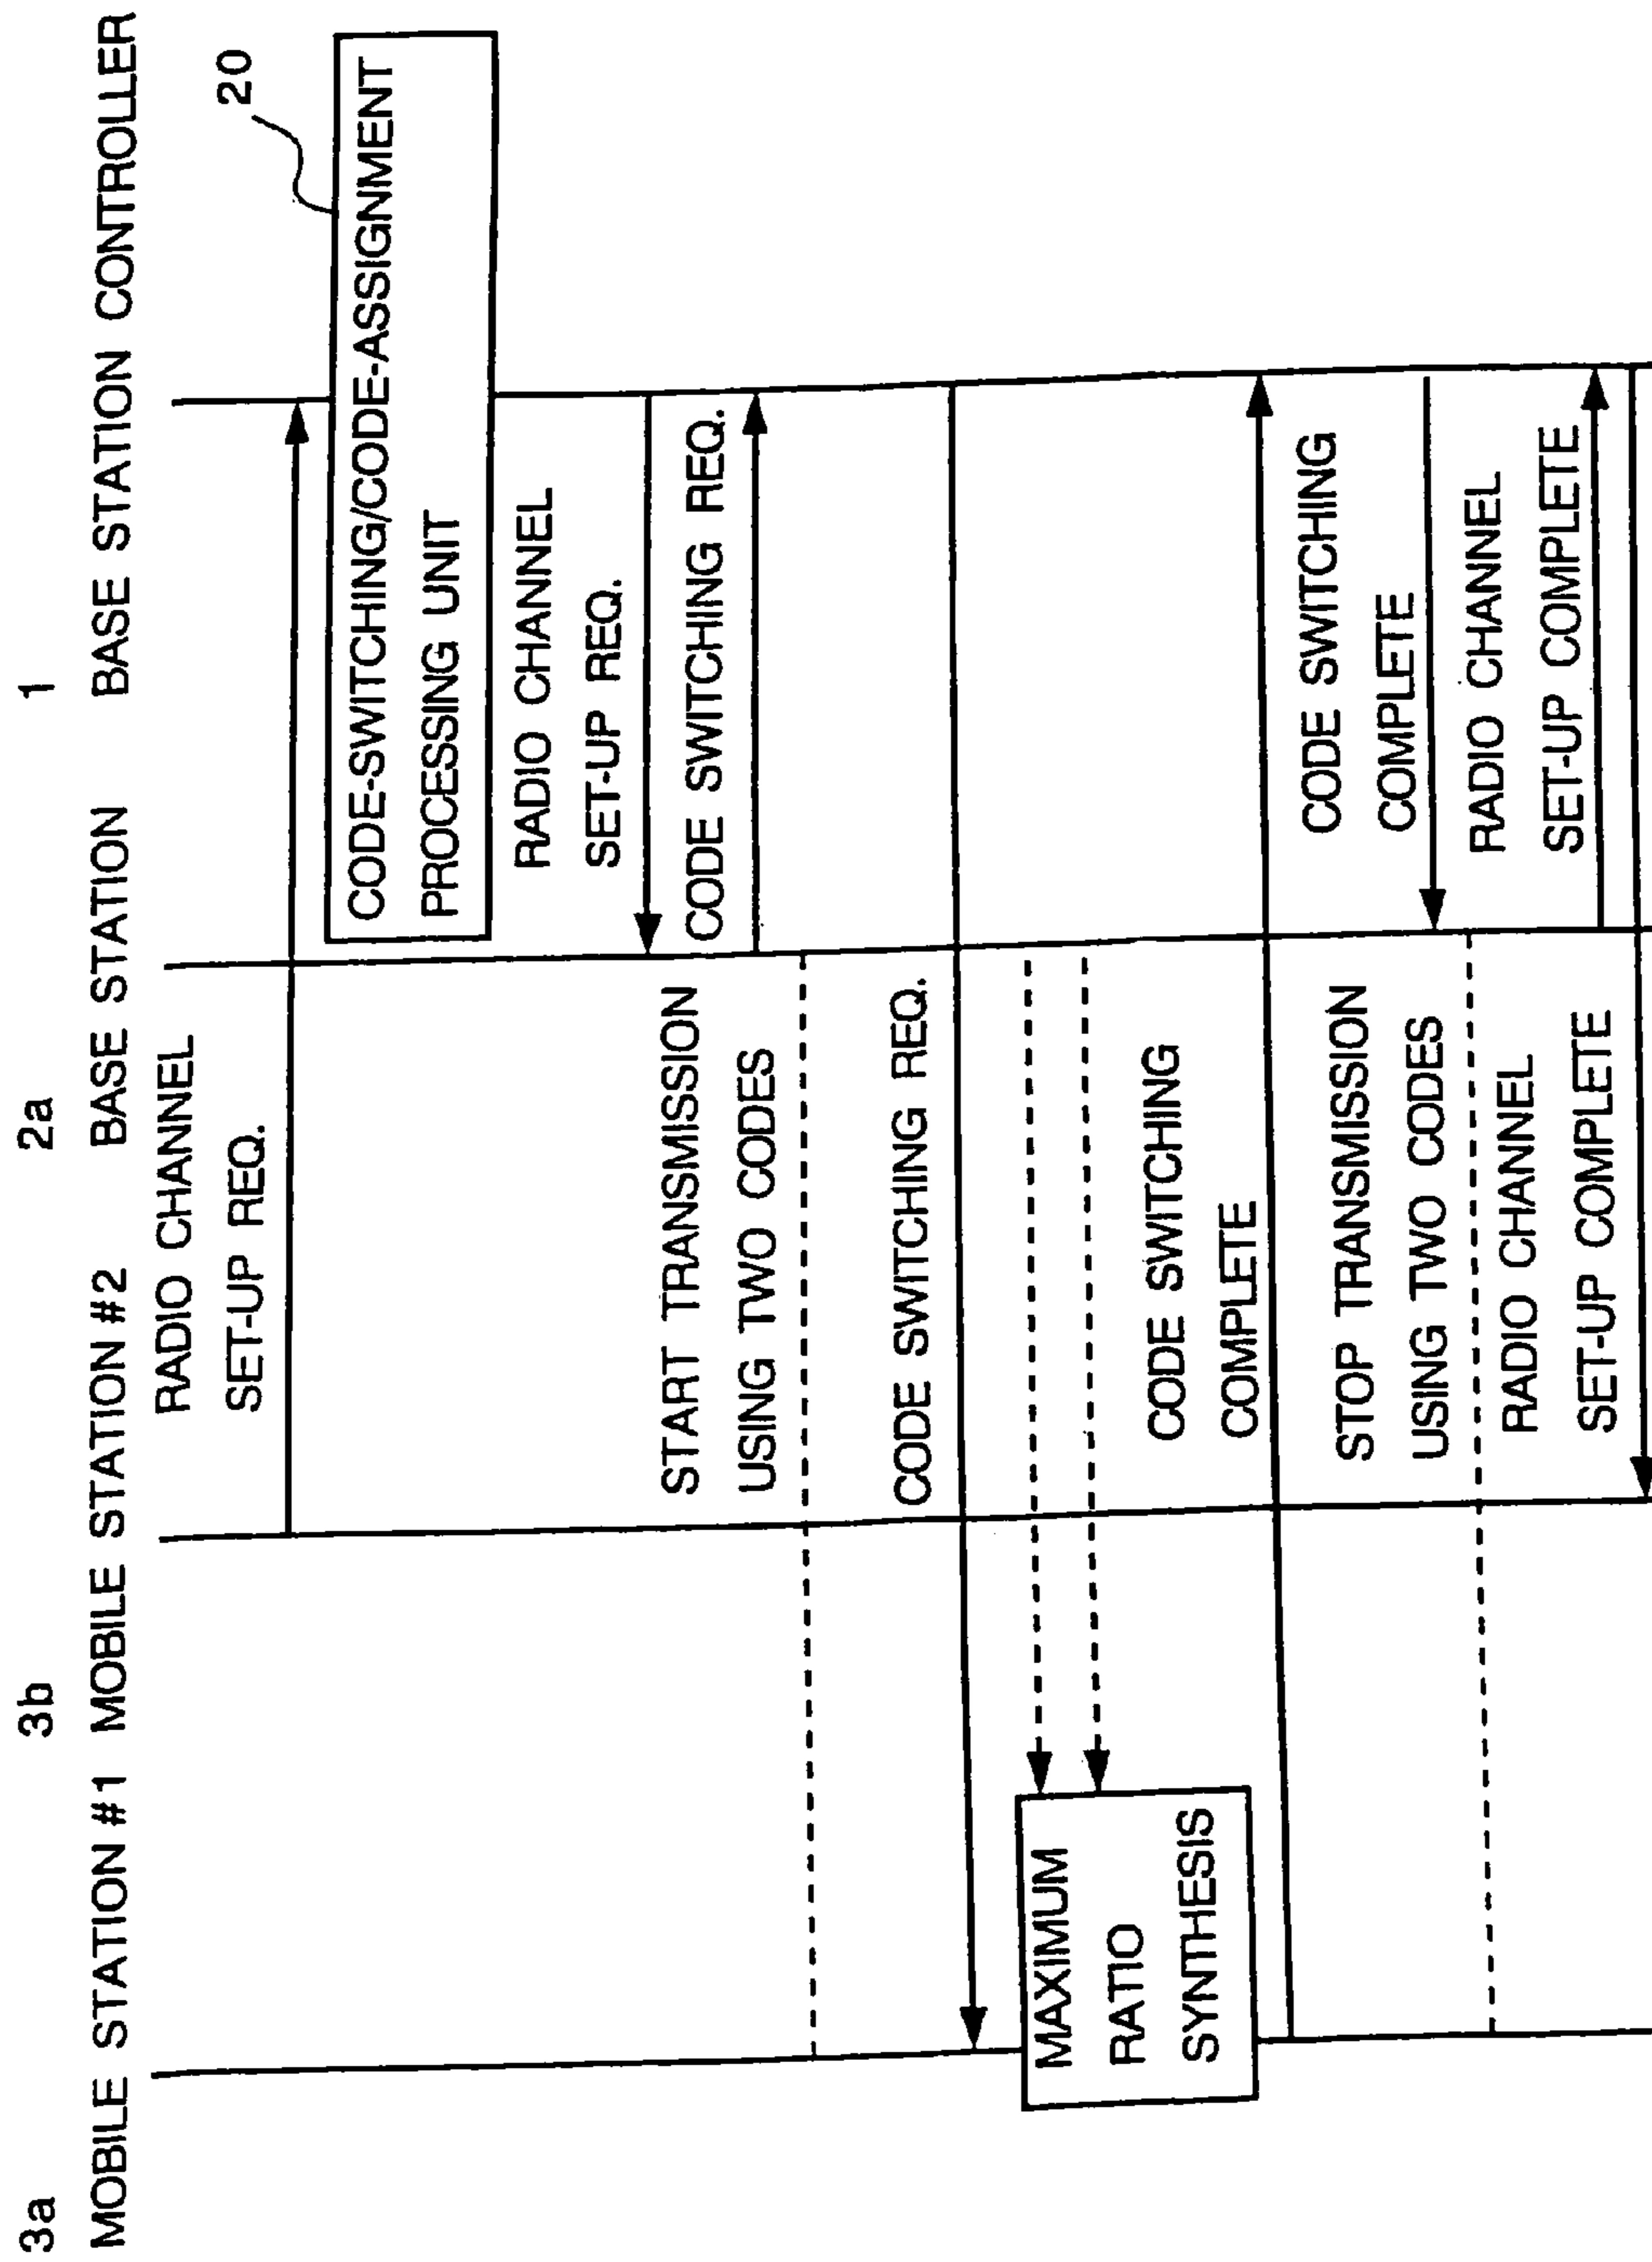 3a
3b
2a
1
MOBILE STATION #1
MOBILE STATION #2
BASE STATION
BASE STATION CONTROLLER
RADIO CHANNEL
SET-UP REQ.
20
CODE-SWITCHING/CODE-ASSIGNMENT
PROCESSING UNIT
RADIO CHANNEL
SET-UP REQ.
CODE SWITCHING REQ.
START TRANSMISSION
USING TWO CODES
CODE SWITCHING REQ.
MAXIMUM
RATIO
SYNTHESIS
CODE SWITCHING
COMPLETE
CODE SWITCHING
COMPLETE
STOP TRANSMISSION
USING TWO CODES
RADIO CHANNEL
SET-UP COMPLETE
RADIO CHANNEL
SET-UP COMPLETE